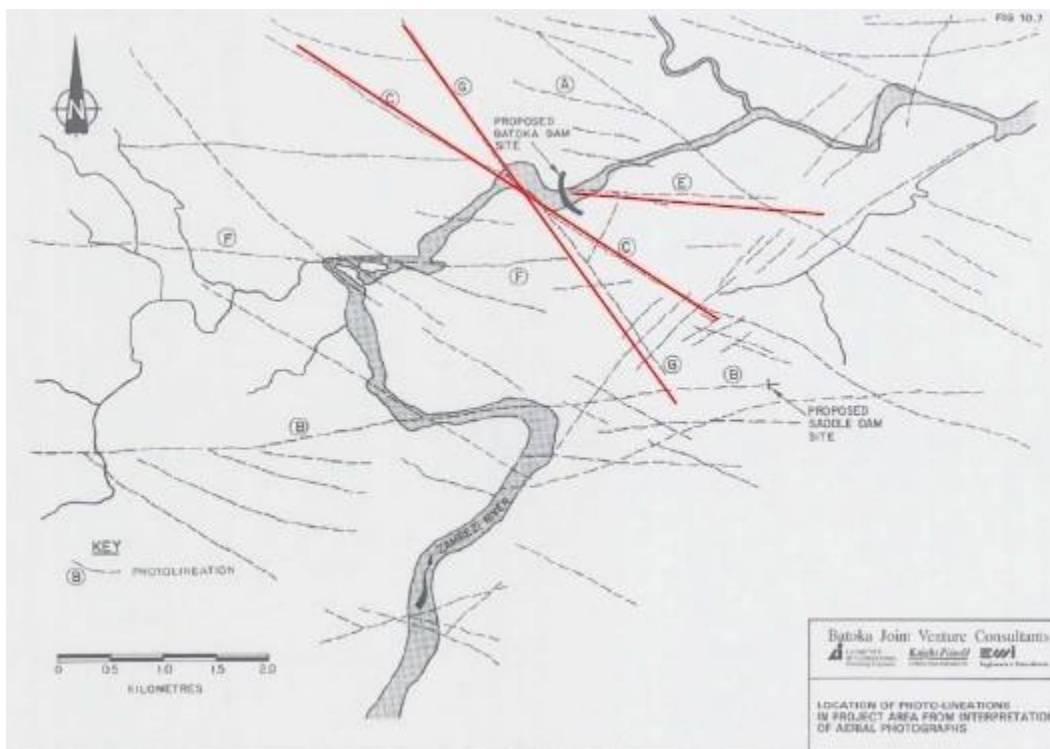 FIG 10.7
N
G
C
A
PROPOSED
BATOKA DAM
SITE
E
F
C
F
G
B
PROPOSED
SADDLE DAM
SITE
B
ZAMBEZI RIVER
KEY
B PHOTOLINEATION
0 0.5 1.0 1.5 2.0
KILOMETRES
Batoka Joint Venture Consultants
Knight Piésold
LOCATION OF PHOTO-LINEATIONS
IN PROJECT AREA FROM INTERPRETATION
OF AERIAL PHOTOGRAPHS